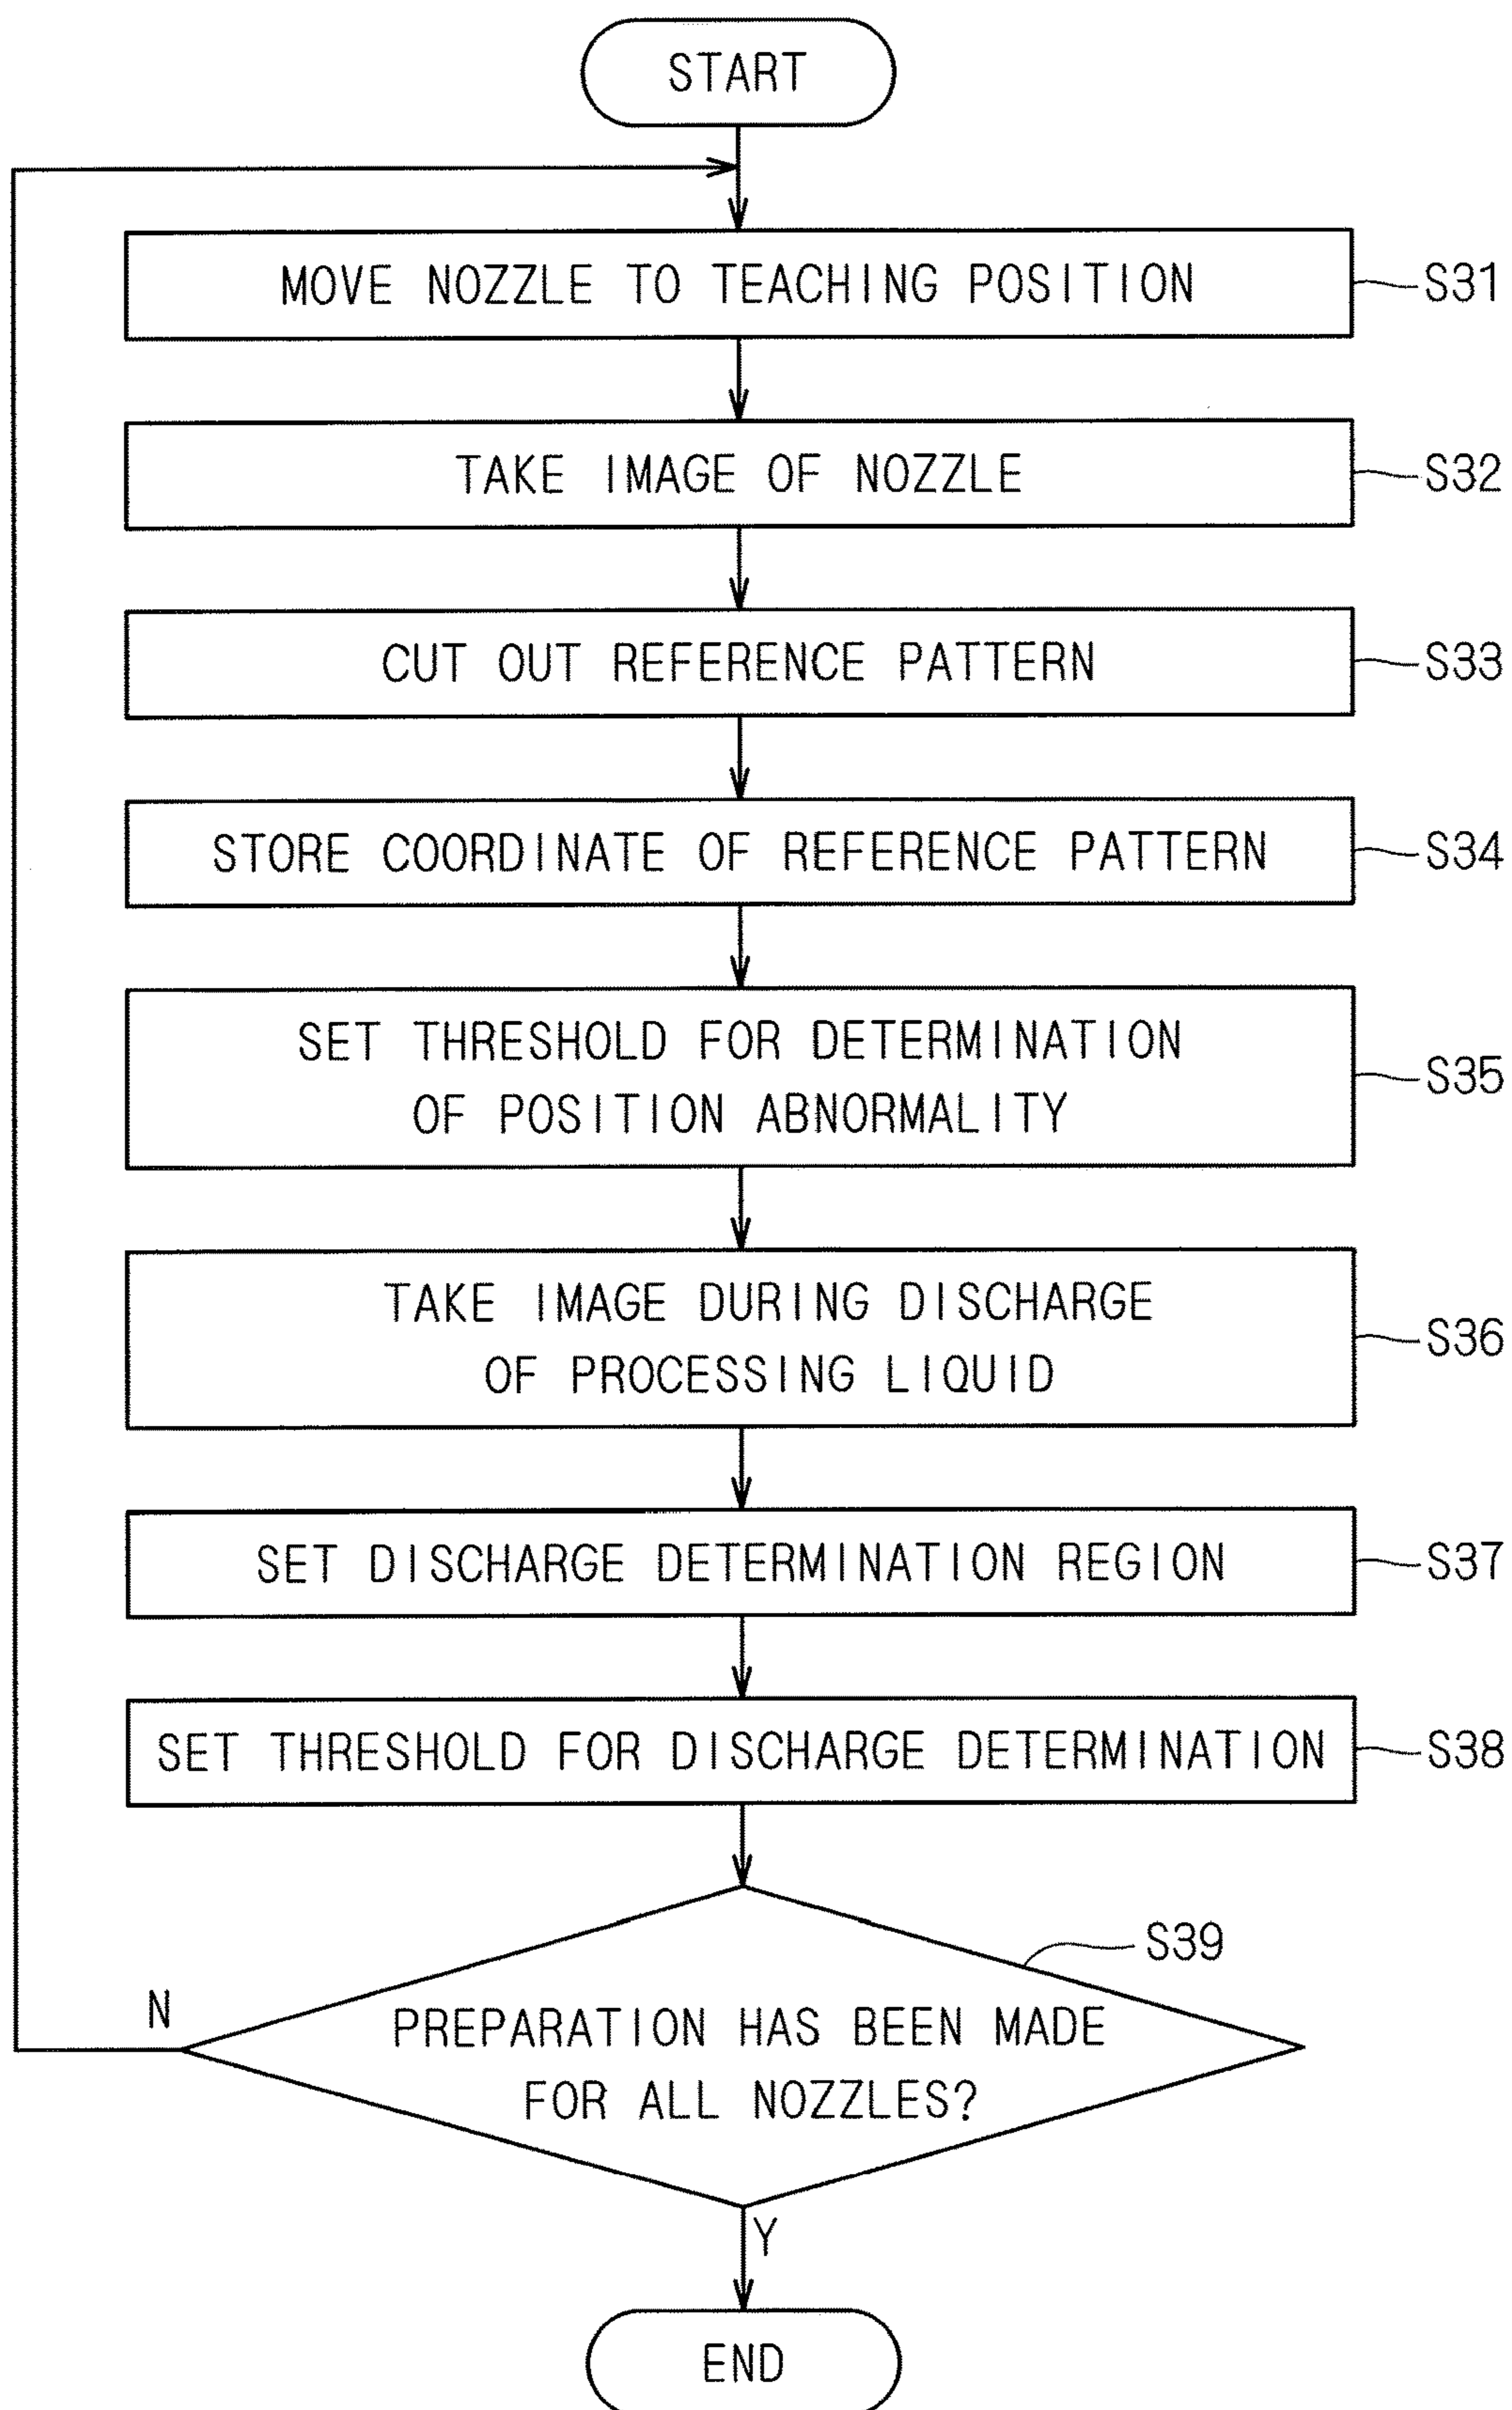 START
MOVE NOZZLE TO TEACHING POSITION
S31
TAKE IMAGE OF NOZZLE
S32
CUT OUT REFERENCE PATTERN
S33
STORE COORDINATE OF REFERENCE PATTERN
S34
SET THRESHOLD FOR DETERMINATION
OF POSITION ABNORMALITY
S35
TAKE IMAGE DURING DISCHARGE
OF PROCESSING LIQUID
S36
SET DISCHARGE DETERMINATION REGION
S37
SET THRESHOLD FOR DISCHARGE DETERMINATION
S38
S39
N
PREPARATION HAS BEEN MADE
FOR ALL NOZZLES?
Y
END